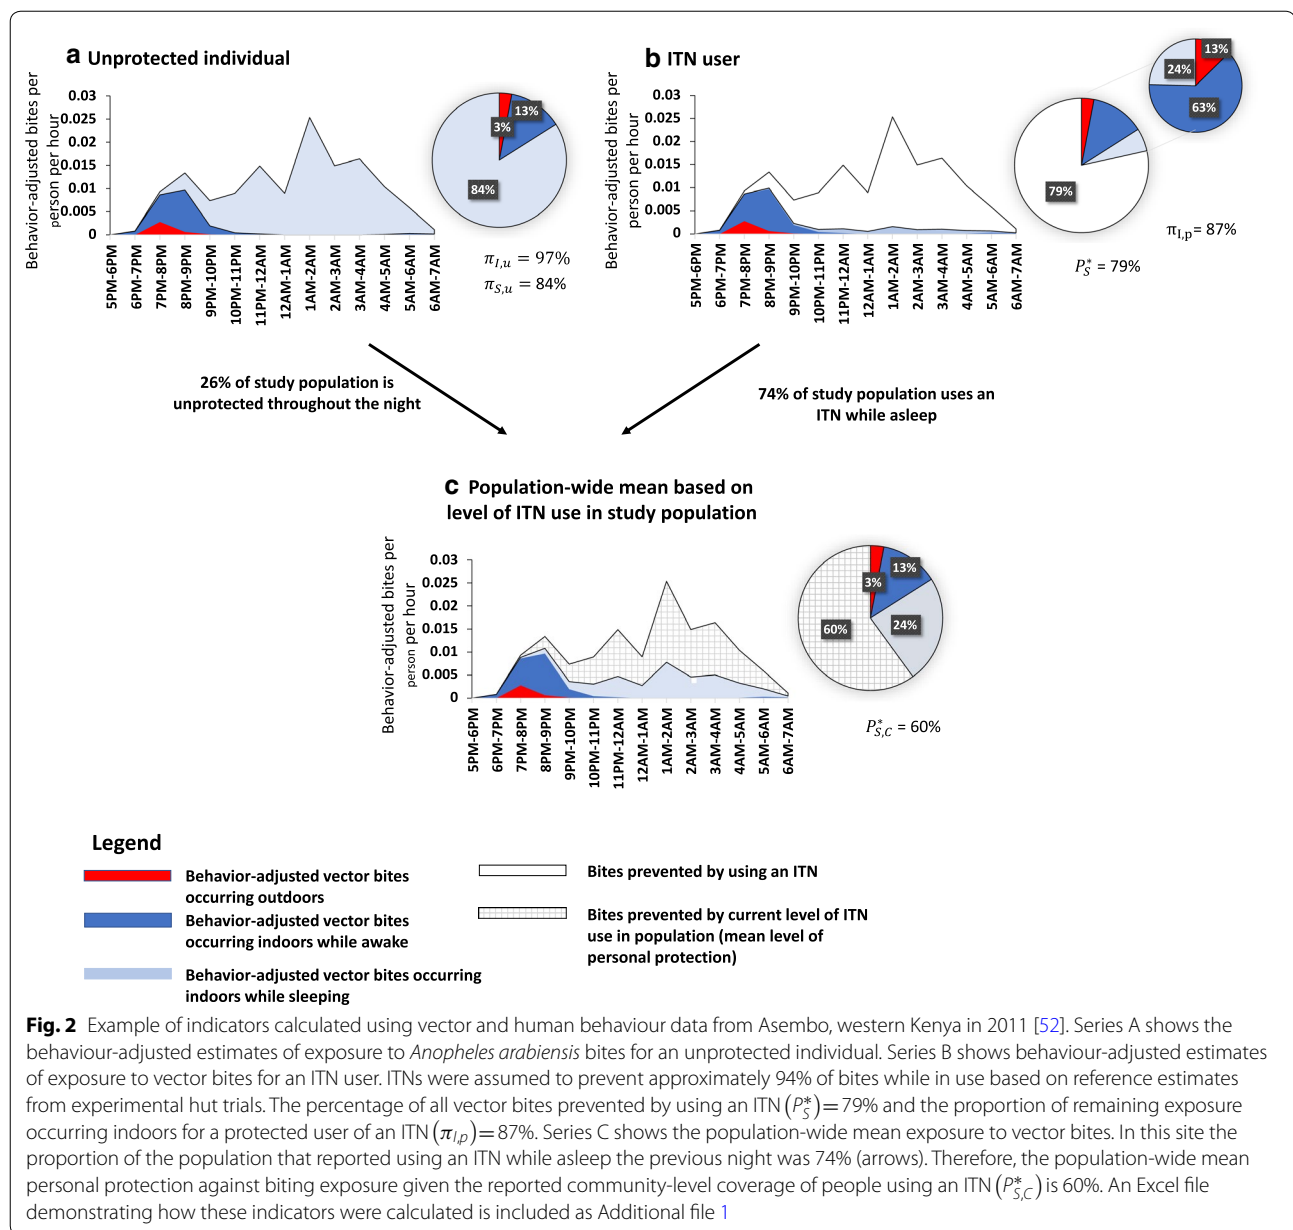 a Unprotected individual
Behavior-adjusted bites per
person per hour
0.03
0.025
0.02
0.015
0.01
0.005
0
5PM-6PM
6PM-7PM
7PM-8PM
8PM-9PM
9PM-10PM
10PM-11PM
11PM-12AM
12AM-1AM
1AM-2AM
2AM-3AM
3AM-4AM
4AM-5AM
5AM-6AM
6AM-7AM
13%
3%
84%
π_{I,u} = 97%
π_{S,u} = 84%
b ITN user
Behavior-adjusted bites per
person per hour
0.03
0.025
0.02
0.015
0.01
0.005
0
5PM-6PM
6PM-7PM
7PM-8PM
8PM-9PM
9PM-10PM
10PM-11PM
11PM-12AM
12AM-1AM
1AM-2AM
2AM-3AM
3AM-4AM
4AM-5AM
5AM-6AM
6AM-7AM
79%
13%
24%
63%
π_{I,p} = 87%
P*_S = 79%
26% of study population is
unprotected throughout the night
74% of study population uses an
ITN while asleep
c Population-wide mean based on
level of ITN use in study population
Behavior-adjusted bites per
person per hour
0.03
0.025
0.02
0.015
0.01
0.005
0
5PM-6PM
6PM-7PM
7PM-8PM
8PM-9PM
9PM-10PM
10PM-11PM
11PM-12AM
12AM-1AM
1AM-2AM
2AM-3AM
3AM-4AM
4AM-5AM
5AM-6AM
6AM-7AM
13%
3%
24%
60%
P*_{S,C} = 60%
Legend
Behavior-adjusted vector bites
occurring outdoors
Behavior-adjusted vector bites
occurring indoors while awake
Behavior-adjusted vector bites occurring
indoors while sleeping
Bites prevented by using an ITN
Bites prevented by current level of ITN
use in population (mean level of
personal protection)
Fig. 2 Example of indicators calculated using vector and human behaviour data from Asembo, western Kenya in 2011 [52]. Series A shows the
behaviour-adjusted estimates of exposure to Anopheles arabiensis bites for an unprotected individual. Series B shows behaviour-adjusted estimates
of exposure to vector bites for an ITN user. ITNs were assumed to prevent approximately 94% of bites while in use based on reference estimates
from experimental hut trials. The percentage of all vector bites prevented by using an ITN (P*_S) = 79% and the proportion of remaining exposure
occurring indoors for a protected user of an ITN (π_{I,p}) = 87%. Series C shows the population-wide mean exposure to vector bites. In this site the
proportion of the population that reported using an ITN while asleep the previous night was 74% (arrows). Therefore, the population-wide mean
personal protection against biting exposure given the reported community-level coverage of people using an ITN (P*_{S,C}) is 60%. An Excel file
demonstrating how these indicators were calculated is included as Additional file 1